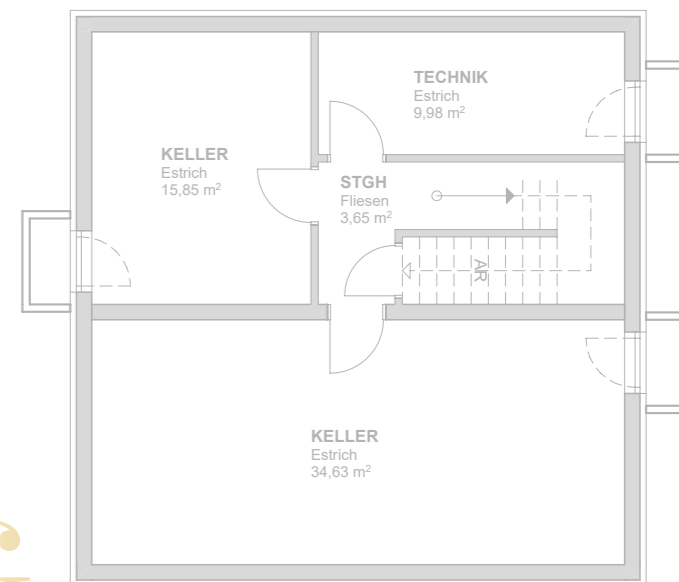 TECHNIK
Estrich
9,98 m²
KELLER
Estrich
15,85 m²
STGH
Fliesen
3,65 m²
AR
KELLER
Estrich
34,63 m²